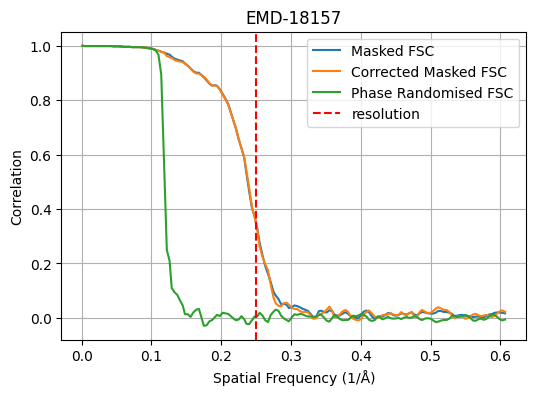 EMD-18157
Masked FSC
Corrected Masked FSC
Phase Randomised FSC
resolution
Correlation
1.0
0.8
0.6
0.4
0.2
0.0
0.0 0.1 0.2 0.3 0.4 0.5 0.6
Spatial Frequency (1/Å)